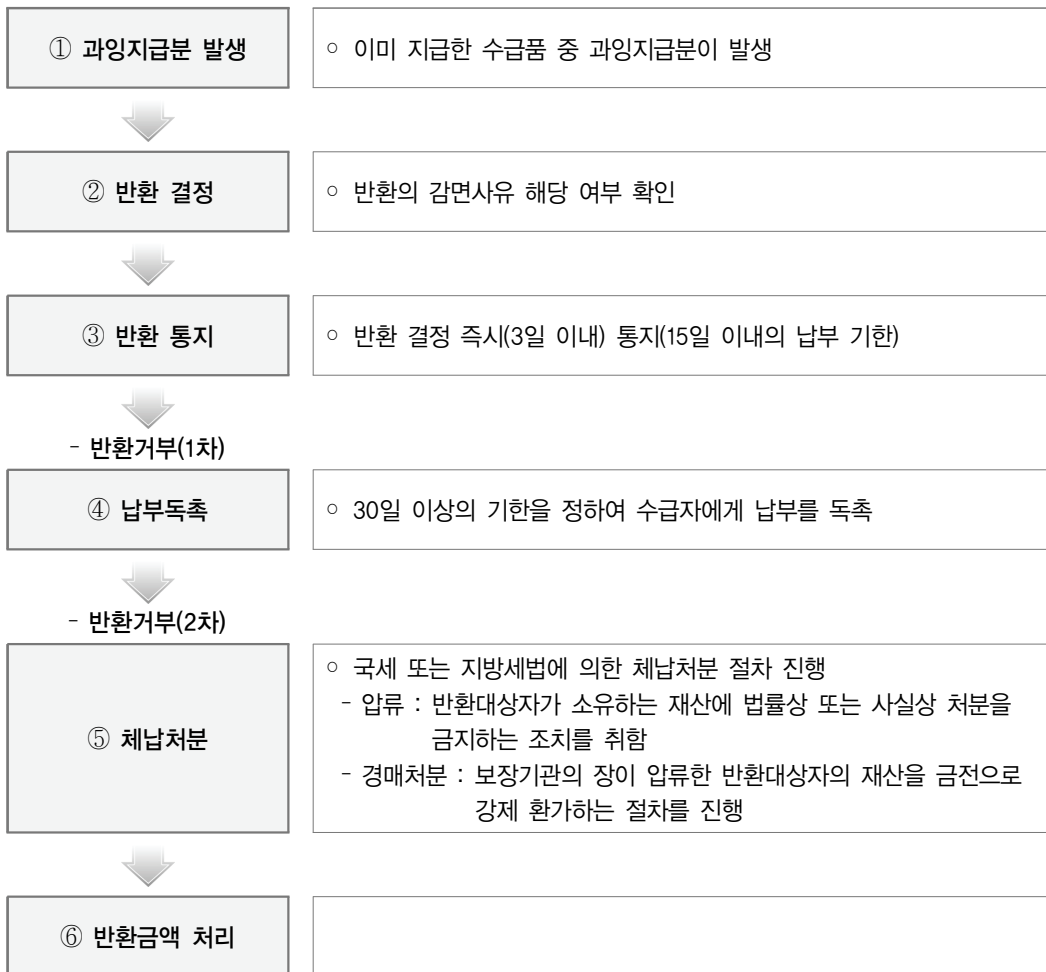 ① 과잉지급분 발생
○ 이미 지급한 수급품 중 과잉지급분이 발생
② 반환 결정
○ 반환의 감면사유 해당 여부 확인
③ 반환 통지
○ 반환 결정 즉시(3일 이내) 통지(15일 이내의 납부 기한)
- 반환거부(1차)
④ 납부독촉
○ 30일 이상의 기한을 정하여 수급자에게 납부를 독촉
- 반환거부(2차)
⑤ 체납처분
○ 국세 또는 지방세법에 의한 체납처분 절차 진행
- 압류 : 반환대상자가 소유하는 재산에 법률상 또는 사실상 처분을
금지하는 조치를 취함
- 경매처분 : 보장기관의 장이 압류한 반환대상자의 재산을 금전으로
강제 환가하는 절차를 진행
⑥ 반환금액 처리